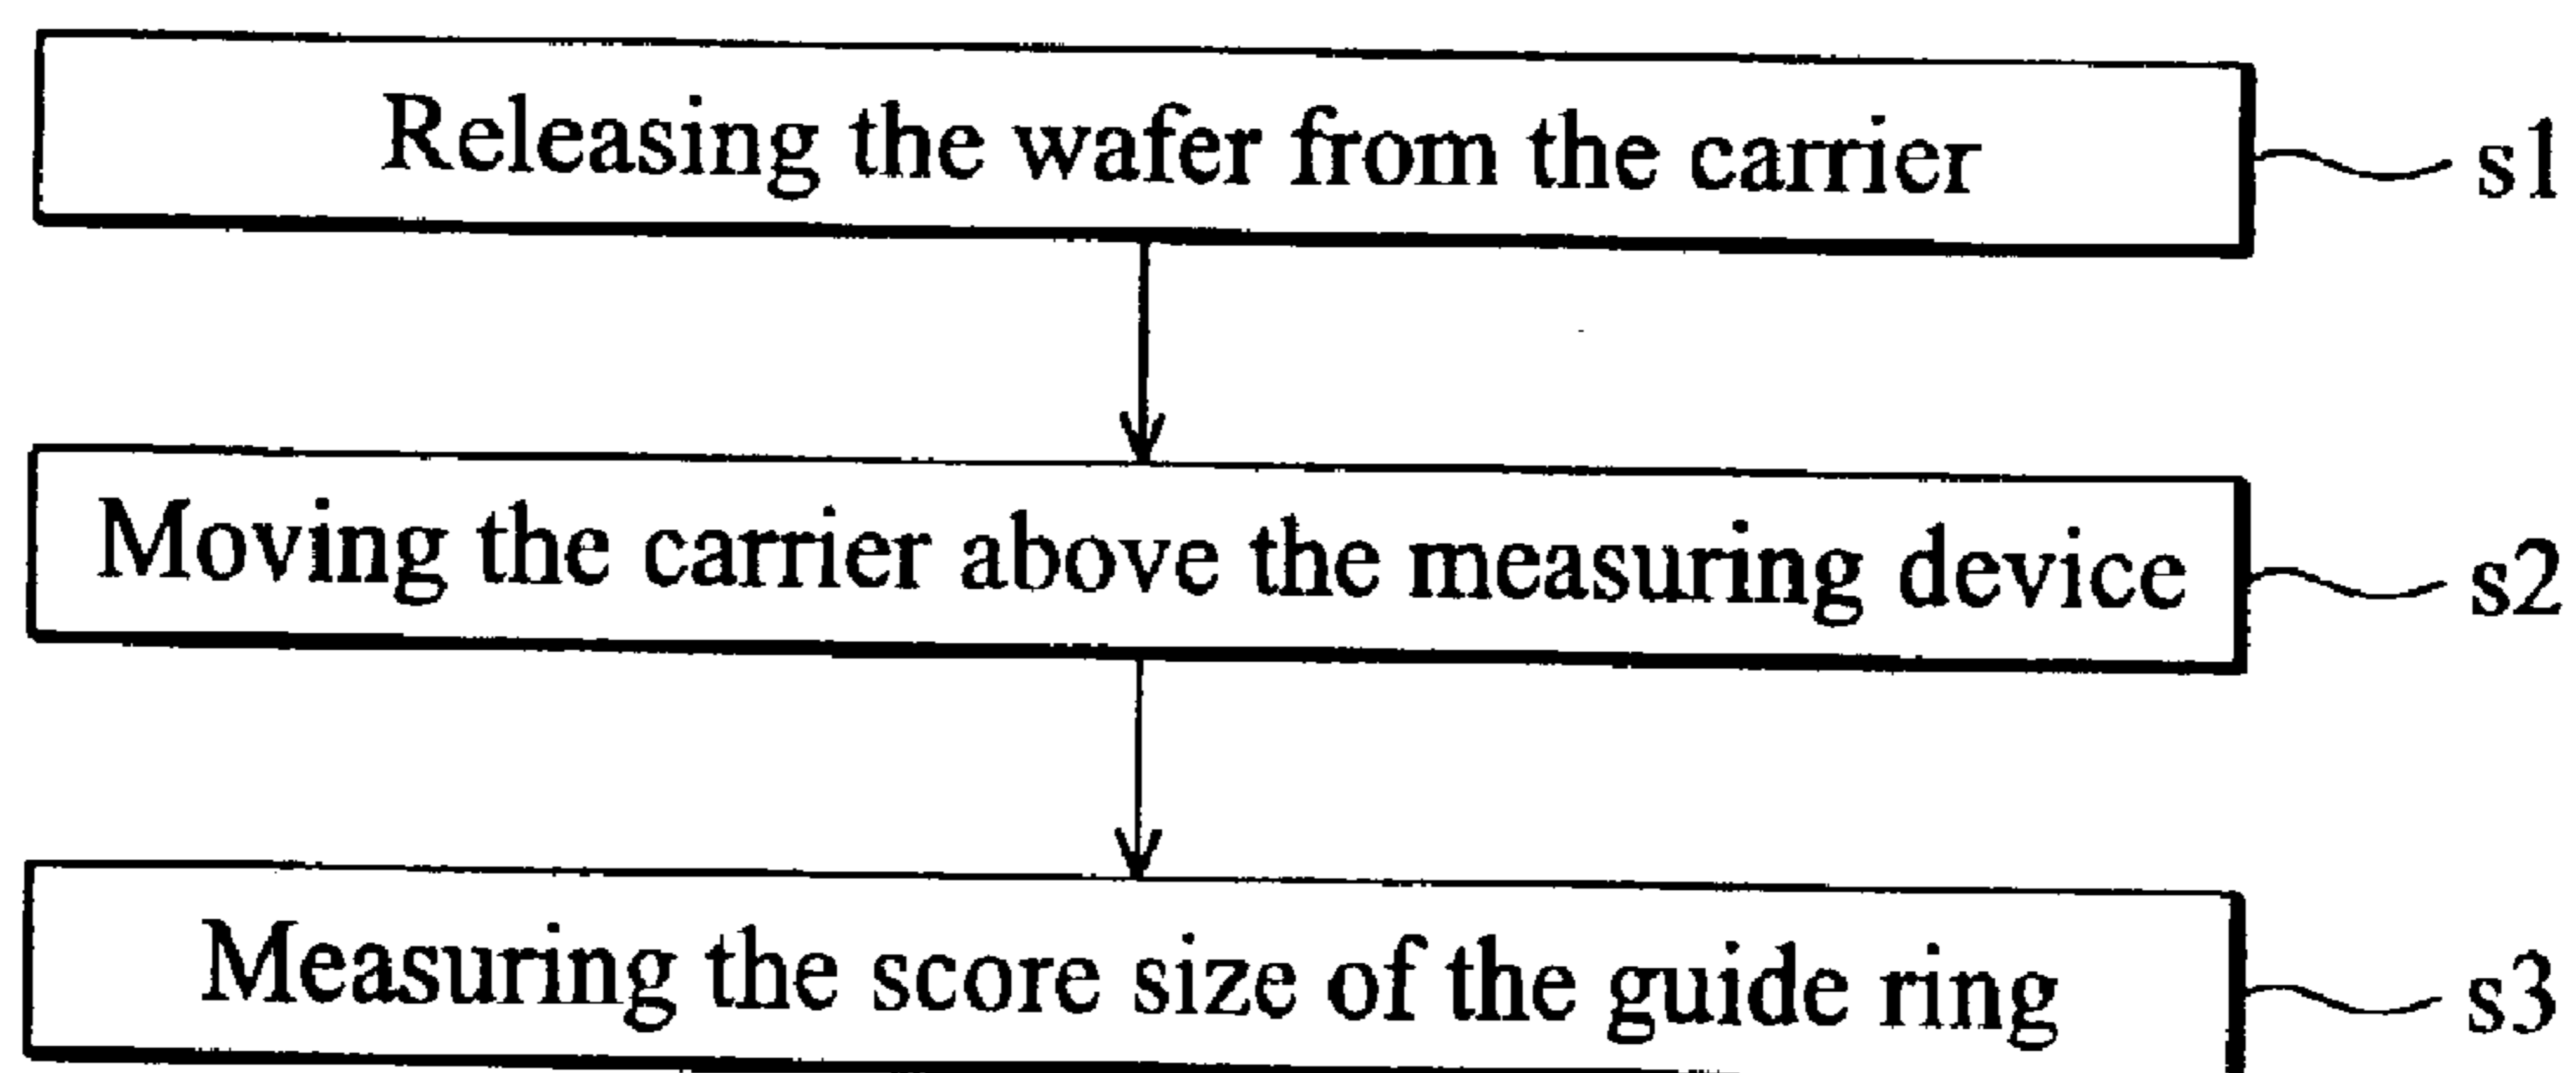 Releasing the wafer from the carrier
s1
Moving the carrier above the measuring device
s2
Measuring the score size of the guide ring
s3